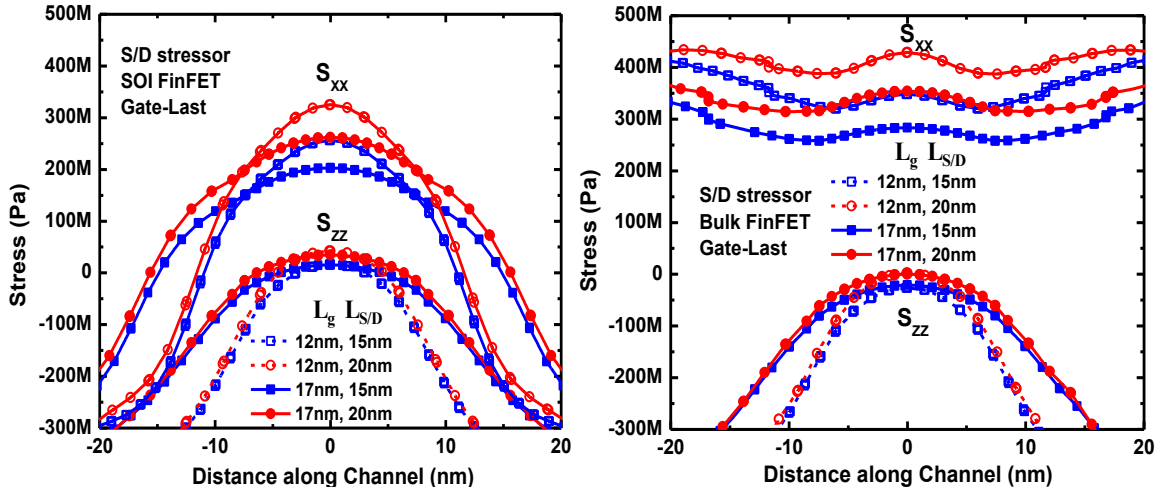 500M
400M
300M
200M
100M
0
-100M
-200M
-300M
Stress (Pa)
S/D stressor
SOI FinFET
Gate-Last
SXX
SZZ
Lg LS/D
12nm, 15nm
12nm, 20nm
17nm, 15nm
17nm, 20nm
-20 -10 0 10 20
Distance along Channel (nm)
500M
400M
300M
200M
100M
0
-100M
-200M
-300M
Stress (Pa)
SXX
Lg LS/D
12nm, 15nm
12nm, 20nm
17nm, 15nm
17nm, 20nm
S/D stressor
Bulk FinFET
Gate-Last
SZZ
-20 -10 0 10 20
Distance along Channel (nm)